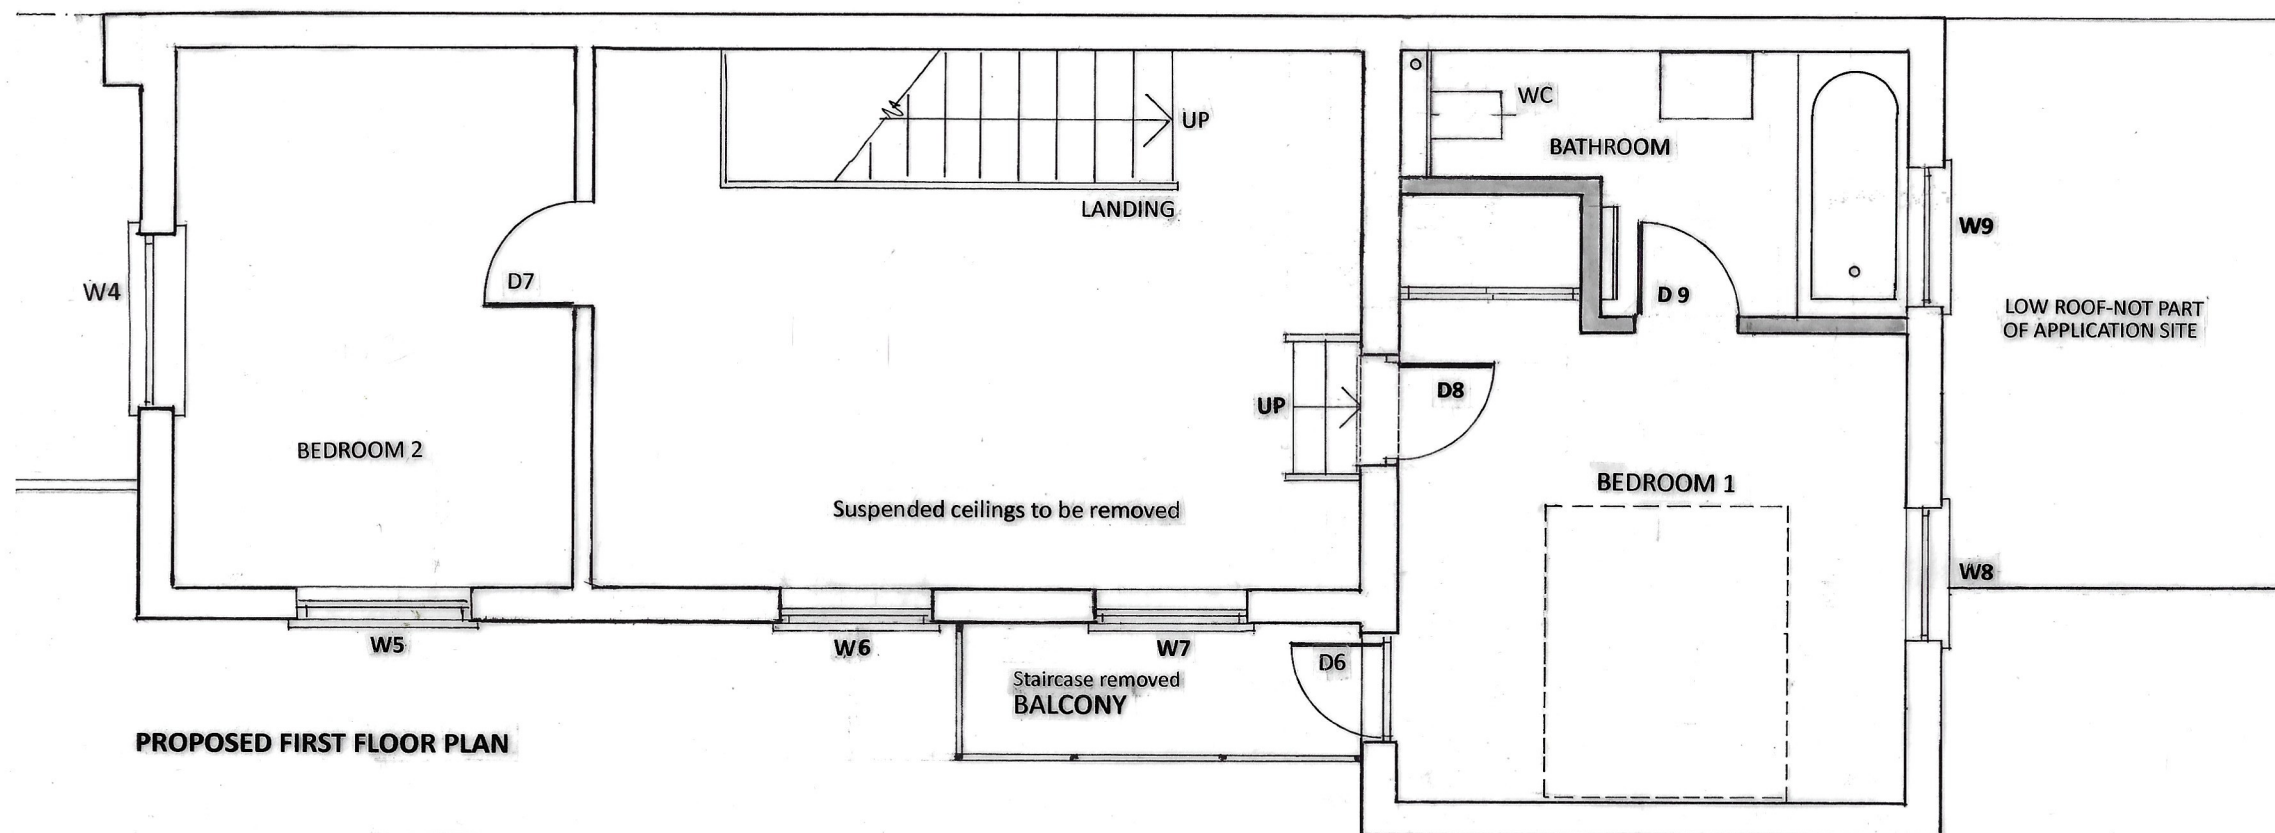 WC
UP
BATHROOM
LANDING
W9
D7
W4
D 9
LOW ROOF-NOT PART
OF APPLICATION SITE
D8
UP
BEDROOM 2
BEDROOM 1
Suspended ceilings to be removed
W8
W5
W6
W7
D6
Staircase removed
BALCONY
PROPOSED FIRST FLOOR PLAN